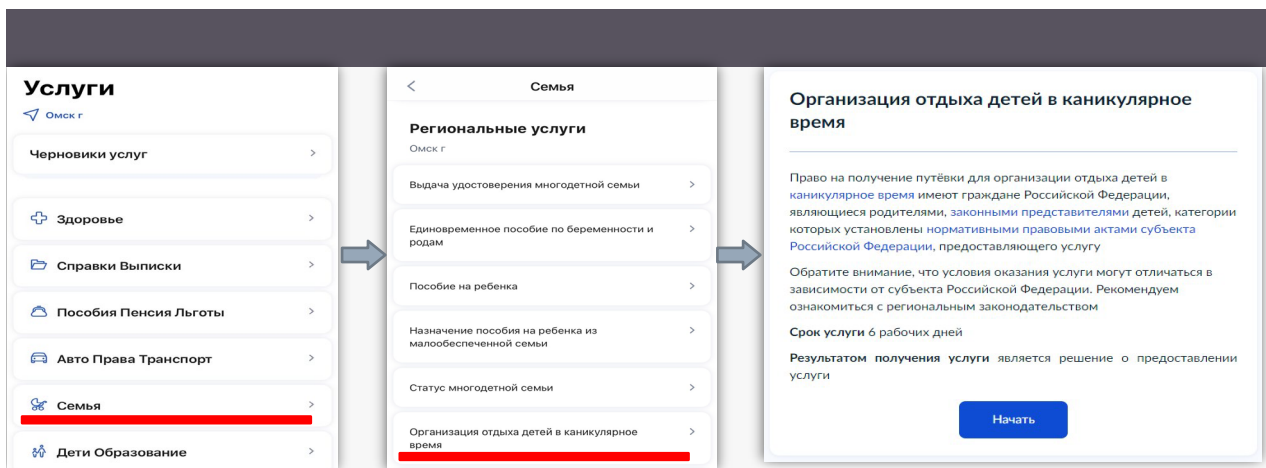 Услуги
Омск г
Черновики услуг
Здоровье
Справки Выписки
Пособия Пенсия Льготы
Авто Права Транспорт
Семья
Дети Образование
Семья
Региональные услуги
Омск г
Выдача удостоверения многодетной семьи
Единовременное пособие по беременности и
родам
Пособие на ребенка
Назначение пособия на ребенка из
малообеспеченной семьи
Статус многодетной семьи
Организация отдыха детей в каникулярное
время
Организация отдыха детей в каникулярное
время
Право на получение путёвки для организации отдыха детей в
каникулярное время имеют граждане Российской Федерации,
являющиеся родителями, законными представителями детей, категории
которых установлены нормативными правовыми актами субъекта
Российской Федерации, предоставляющего услугу
Обратите внимание, что условия оказания услуги могут отличаться в
зависимости от субъекта Российской Федерации. Рекомендуем
ознакомиться с региональным законодательством
Срок услуги 6 рабочих дней
Результатом получения услуги является решение о предоставлении
услуги
Начать